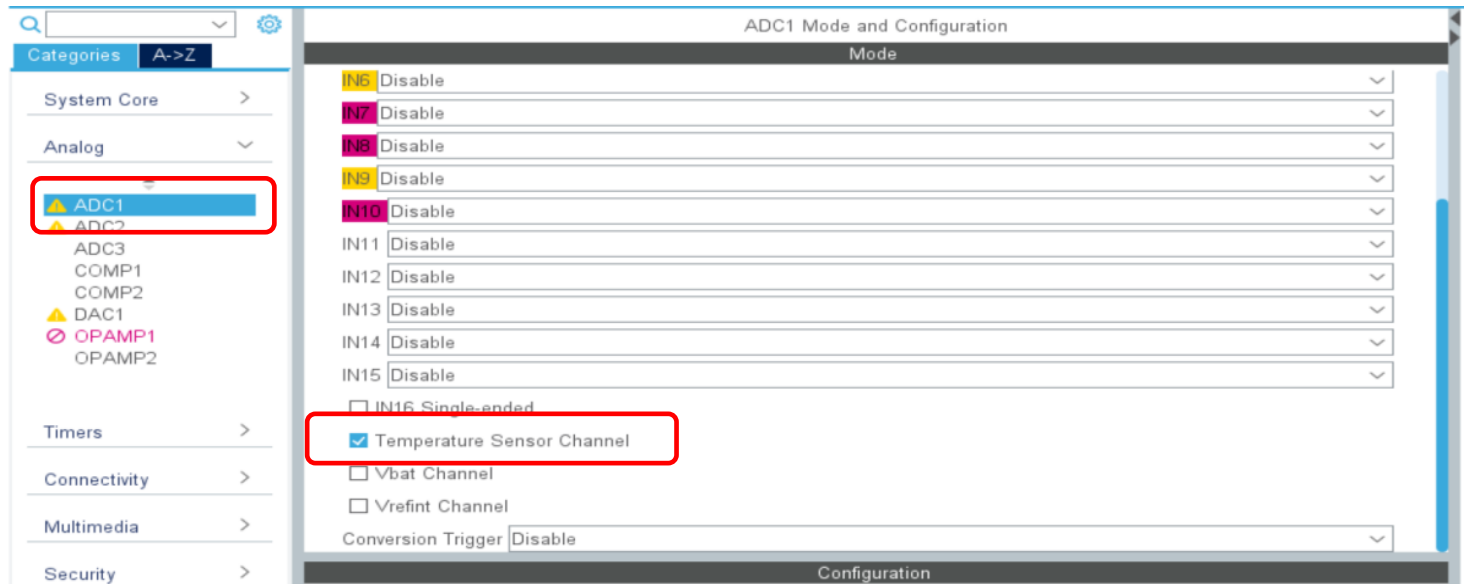 ADC1 Mode and Configuration
Categories A->Z
Mode
IN6 Disable
IN7 Disable
IN8 Disable
IN9 Disable
IN10 Disable
IN11 Disable
IN12 Disable
IN13 Disable
IN14 Disable
IN15 Disable
IN16 Single-ended
Temperature Sensor Channel
Vbat Channel
Vrefint Channel
Conversion Trigger Disable
Configuration
System Core
Analog
ADC1
ADC2
ADC3
COMP1
COMP2
DAC1
OPAMP1
OPAMP2
Timers
Connectivity
Multimedia
Security